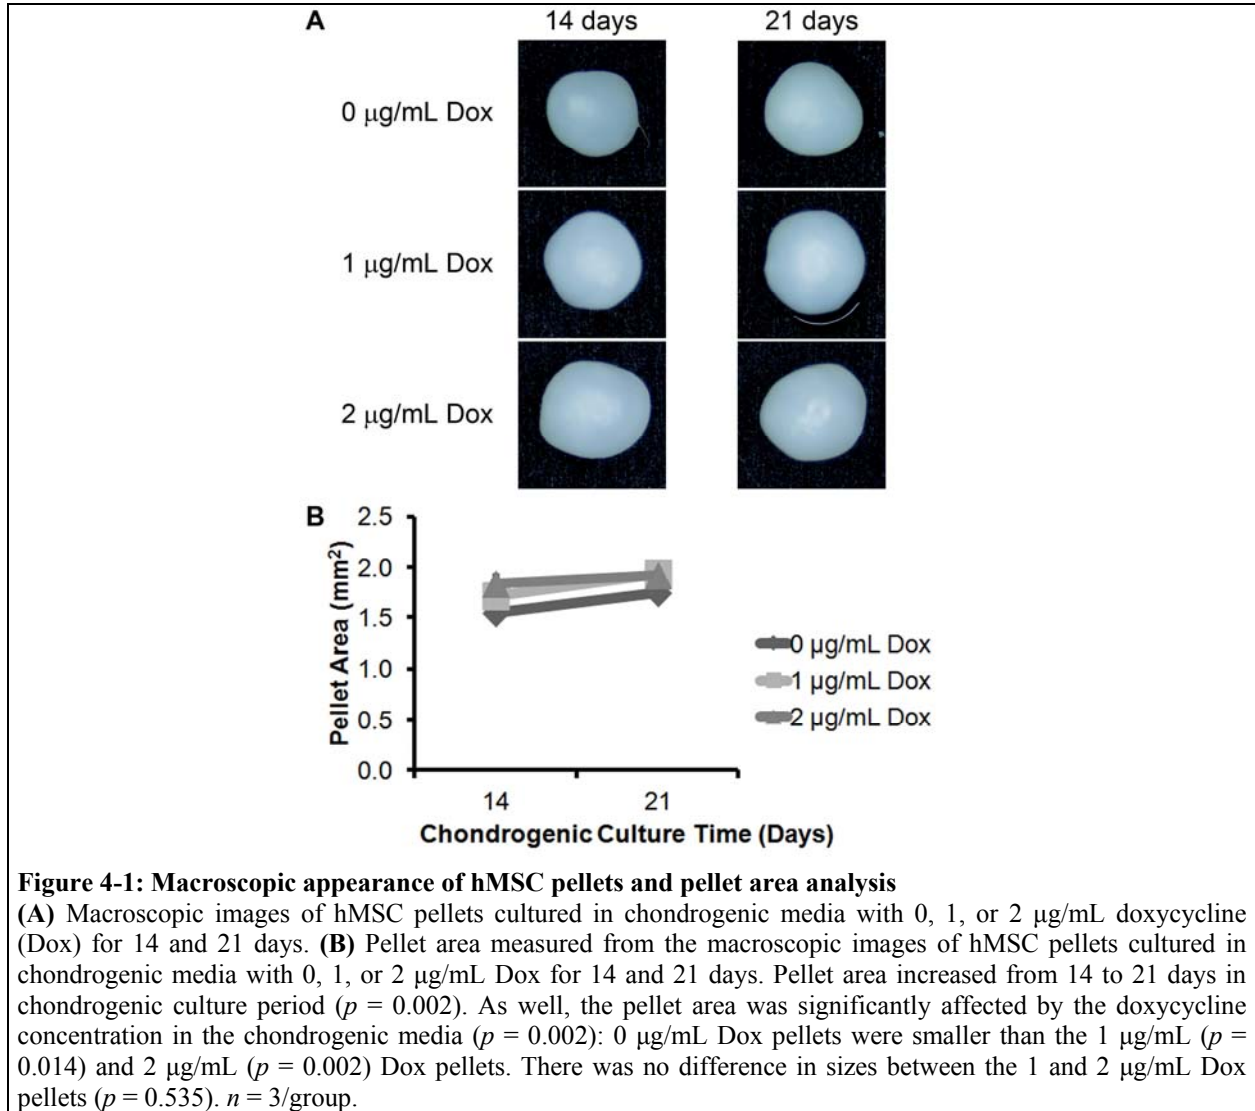 A
14 days
21 days
0 μg/mL Dox
1 μg/mL Dox
2 μg/mL Dox
B
2.5
2.0
1.5
1.0
0.5
0.0
Pellet Area (mm²)
14
21
Chondrogenic Culture Time (Days)
0 μg/mL Dox
1 μg/mL Dox
2 μg/mL Dox
Figure 4-1: Macroscopic appearance of hMSC pellets and pellet area analysis
(A) Macroscopic images of hMSC pellets cultured in chondrogenic media with 0, 1, or 2 μg/mL doxycycline
(Dox) for 14 and 21 days. (B) Pellet area measured from the macroscopic images of hMSC pellets cultured in
chondrogenic media with 0, 1, or 2 μg/mL Dox for 14 and 21 days. Pellet area increased from 14 to 21 days in
chondrogenic culture period (p = 0.002). As well, the pellet area was significantly affected by the doxycycline
concentration in the chondrogenic media (p = 0.002): 0 μg/mL Dox pellets were smaller than the 1 μg/mL (p =
0.014) and 2 μg/mL (p = 0.002) Dox pellets. There was no difference in sizes between the 1 and 2 μg/mL Dox
pellets (p = 0.535). n = 3/group.